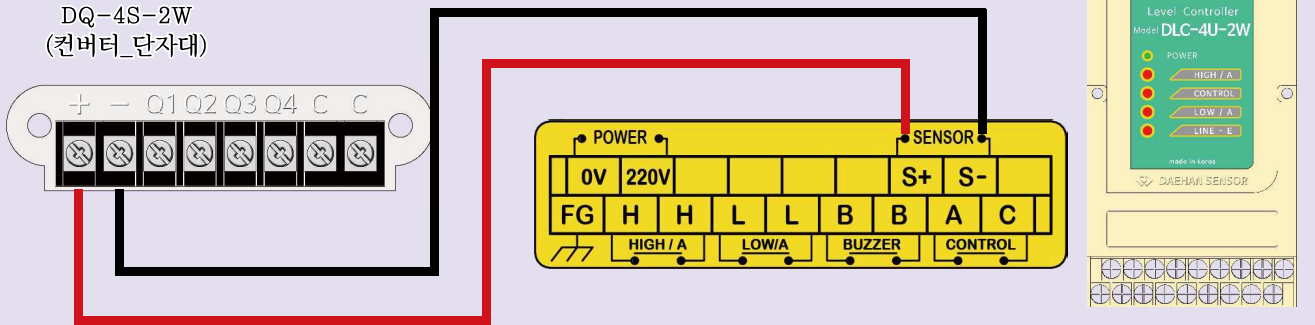 DQ-4S-2W
(컨버터_단자대)
+ - Q1 Q2 Q3 Q4 C C
POWER SENSOR
0V 220V S+ S-
FG H H L L B B A C
HIGH / A LOW/A BUZZER CONTROL
Level Controller
Model DLC-4U-2W
POWER
HIGH / A
CONTROL
LOW / A
LINE - E
made in korea
DAEHAN SENSOR